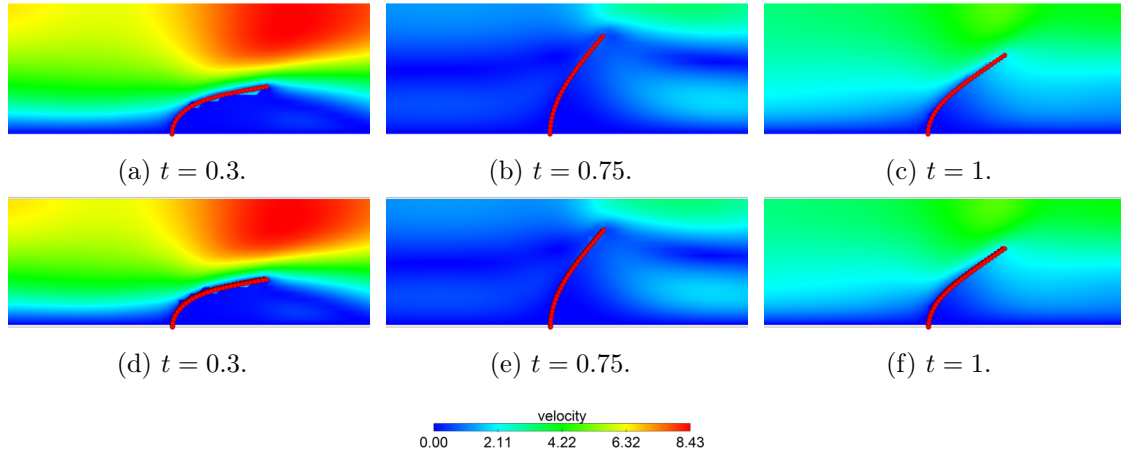 (a) t = 0.3.
(b) t = 0.75.
(c) t = 1.
(d) t = 0.3.
(e) t = 0.75.
(f) t = 1.
velocity
0.00 2.11 4.22 6.32 8.43